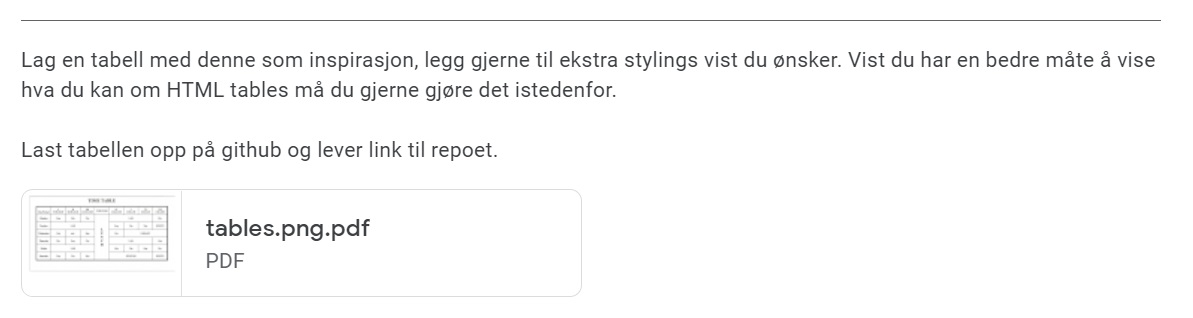 Lag en tabell med denne som inspirasjon, legg gjerne til ekstra stylings vist du ønsker. Vist du har en bedre måte å vise
hva du kan om HTML tables må du gjerne gjøre det istedenfor.
Last tabellen opp på github og lever link til repoet.
TIME TABLE
tables.png.pdf
PDF